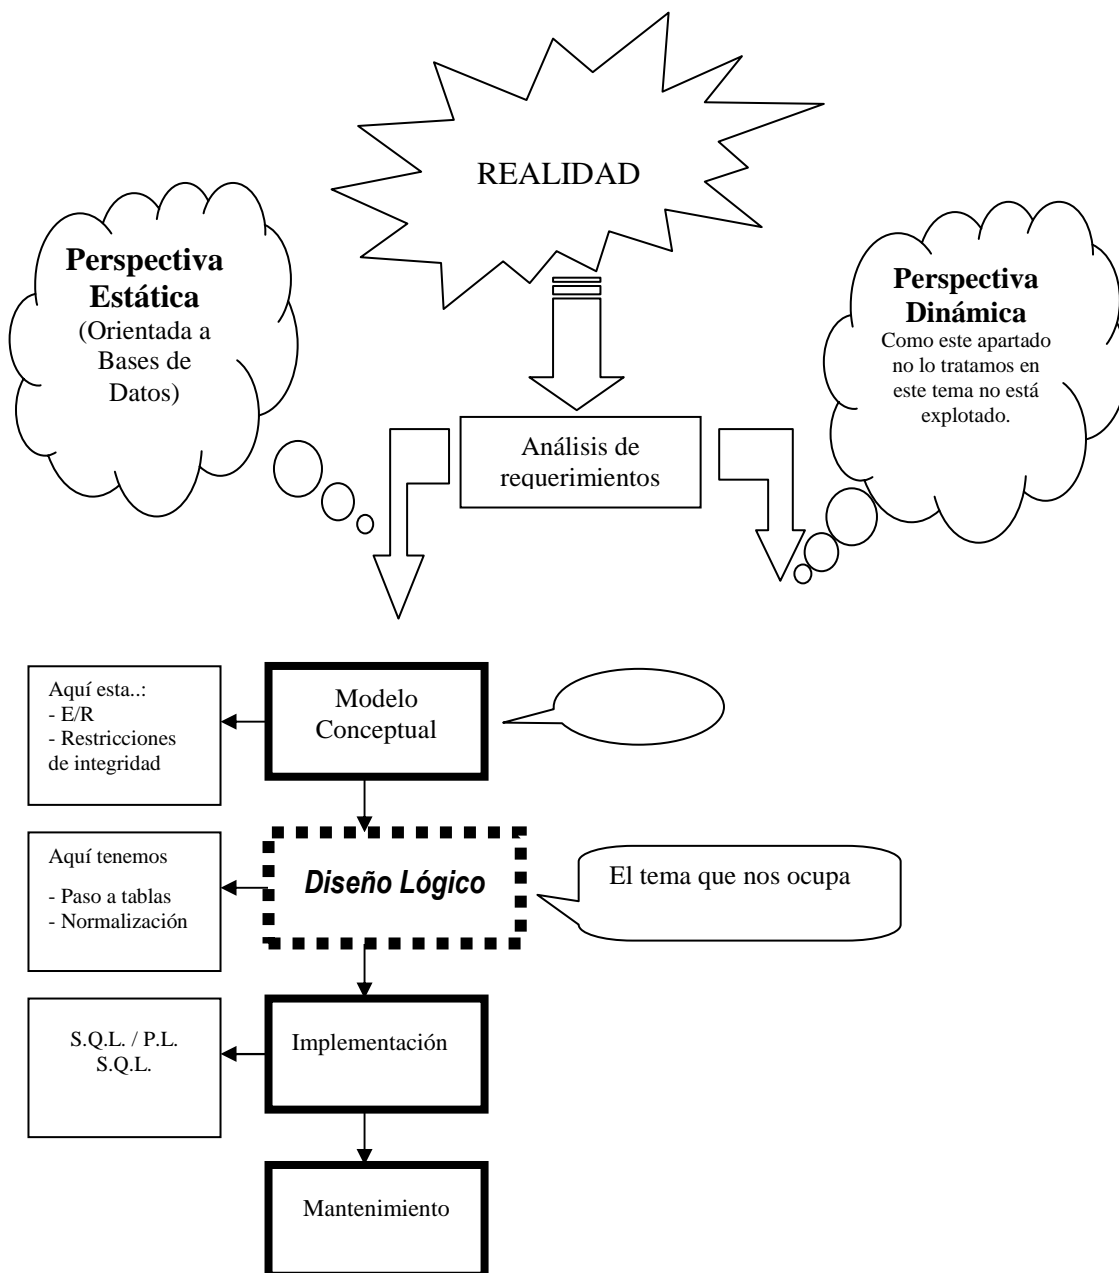 REALIDAD
Perspectiva
Estática
(Orientada a
Bases de
Datos)
Perspectiva
Dinámica
Como este apartado
no lo tratamos en
este tema no está
explotado.
Análisis de
requerimientos
Aquí esta..:
- E/R
- Restricciones
de integridad
Modelo
Conceptual
Aquí tenemos
- Paso a tablas
- Normalización
Diseño Lógico
El tema que nos ocupa
S.Q.L. / P.L.
S.Q.L.
Implementación
Mantenimiento